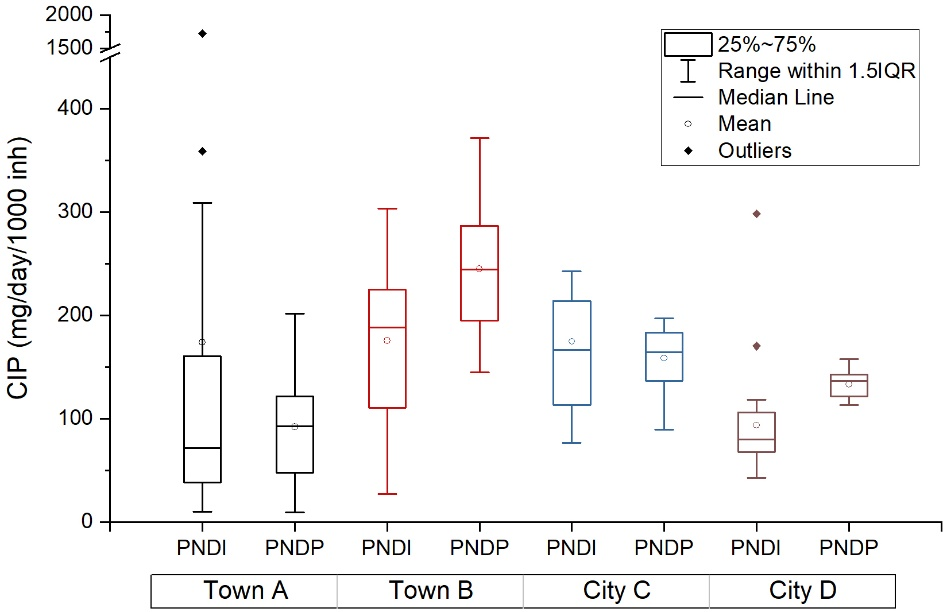 2000
1500
400
300
200
100
0
CIP (mg/day/1000 inh)
25%~75%
Range within 1.5IQR
Median Line
Mean
Outliers
PNDI PNDP PNDI PNDP PNDI PNDP PNDI PNDP
Town A Town B City C City D